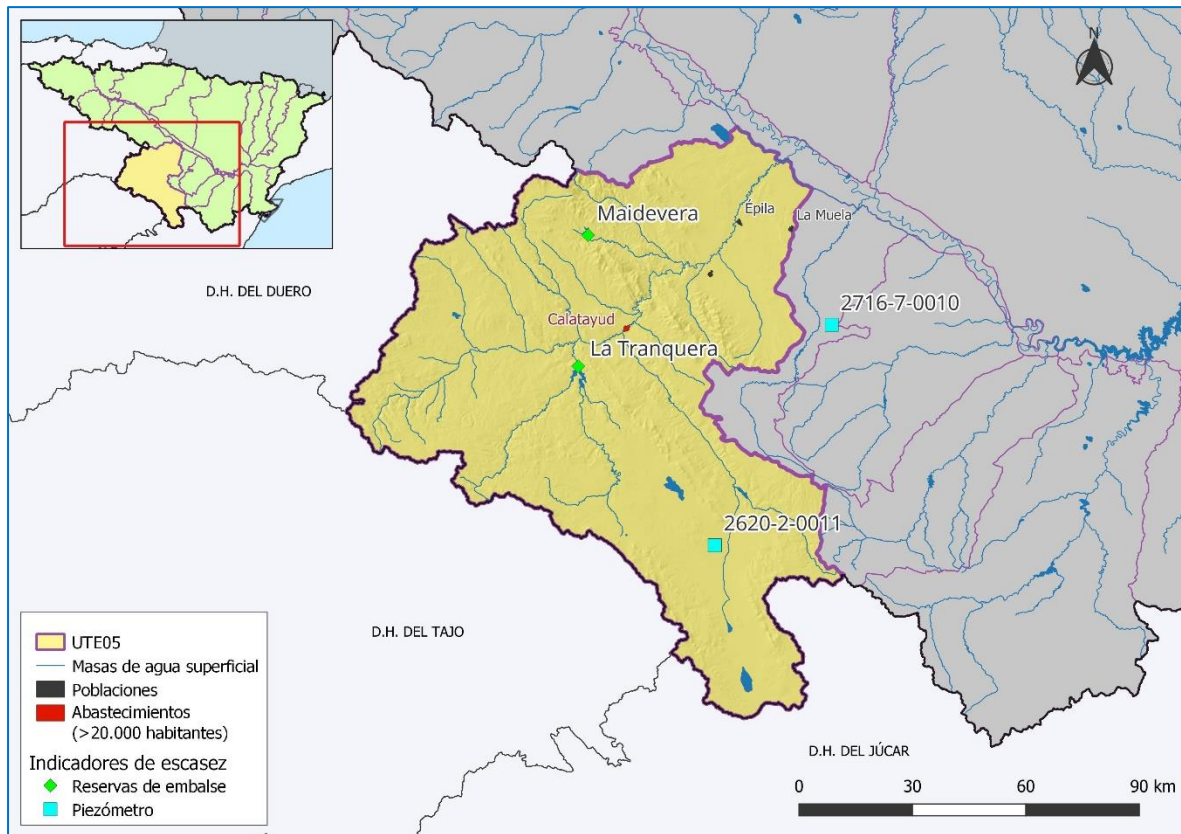 N
Maidevera
Épila
La Muela
D.H. DEL DUERO
2716-7-0010
Calatayud
La Tranquera
2620-2-0011
D.H. DEL TAJO
D.H. DEL JÚCAR
UTE05
Masas de agua superficial
Poblaciones
Abastecimientos
(>20.000 habitantes)
Indicadores de escasez
Reservas de embalse
Piezómetro
0 30 60 90 km